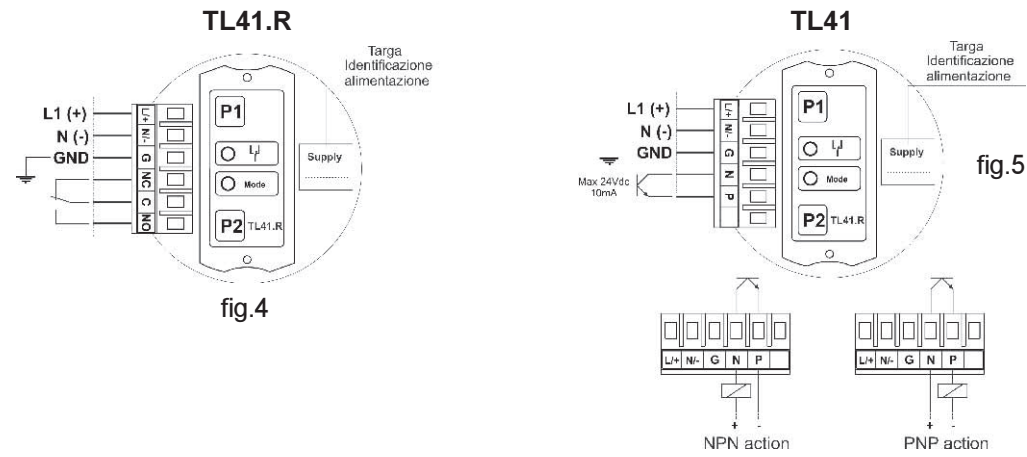 TL41.R
Targa
Identificazione
alimentazione
L1 (+)
N (-)
GND
L/+
N/-
G
NC
C
NO
P1
Mode
P2 TL41.R
Supply
..............
fig.4
TL41
Targa
Identificazione
alimentazione
L1 (+)
N (-)
GND
Max 24Vdc
10mA
L/+
N/-
G
N
P
P1
Mode
P2 TL41.R
Supply
..............
fig.5
L/+ N/- G N P
+ -
NPN action
L/+ N/- G N P
+ -
PNP action